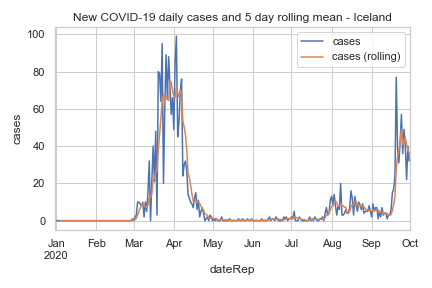 New COVID-19 daily cases and 5 day rolling mean - Iceland
cases
cases (rolling)
100
80
60
40
20
0
cases
Jan Feb Mar Apr May Jun Jul Aug Sep Oct
2020
dateRep